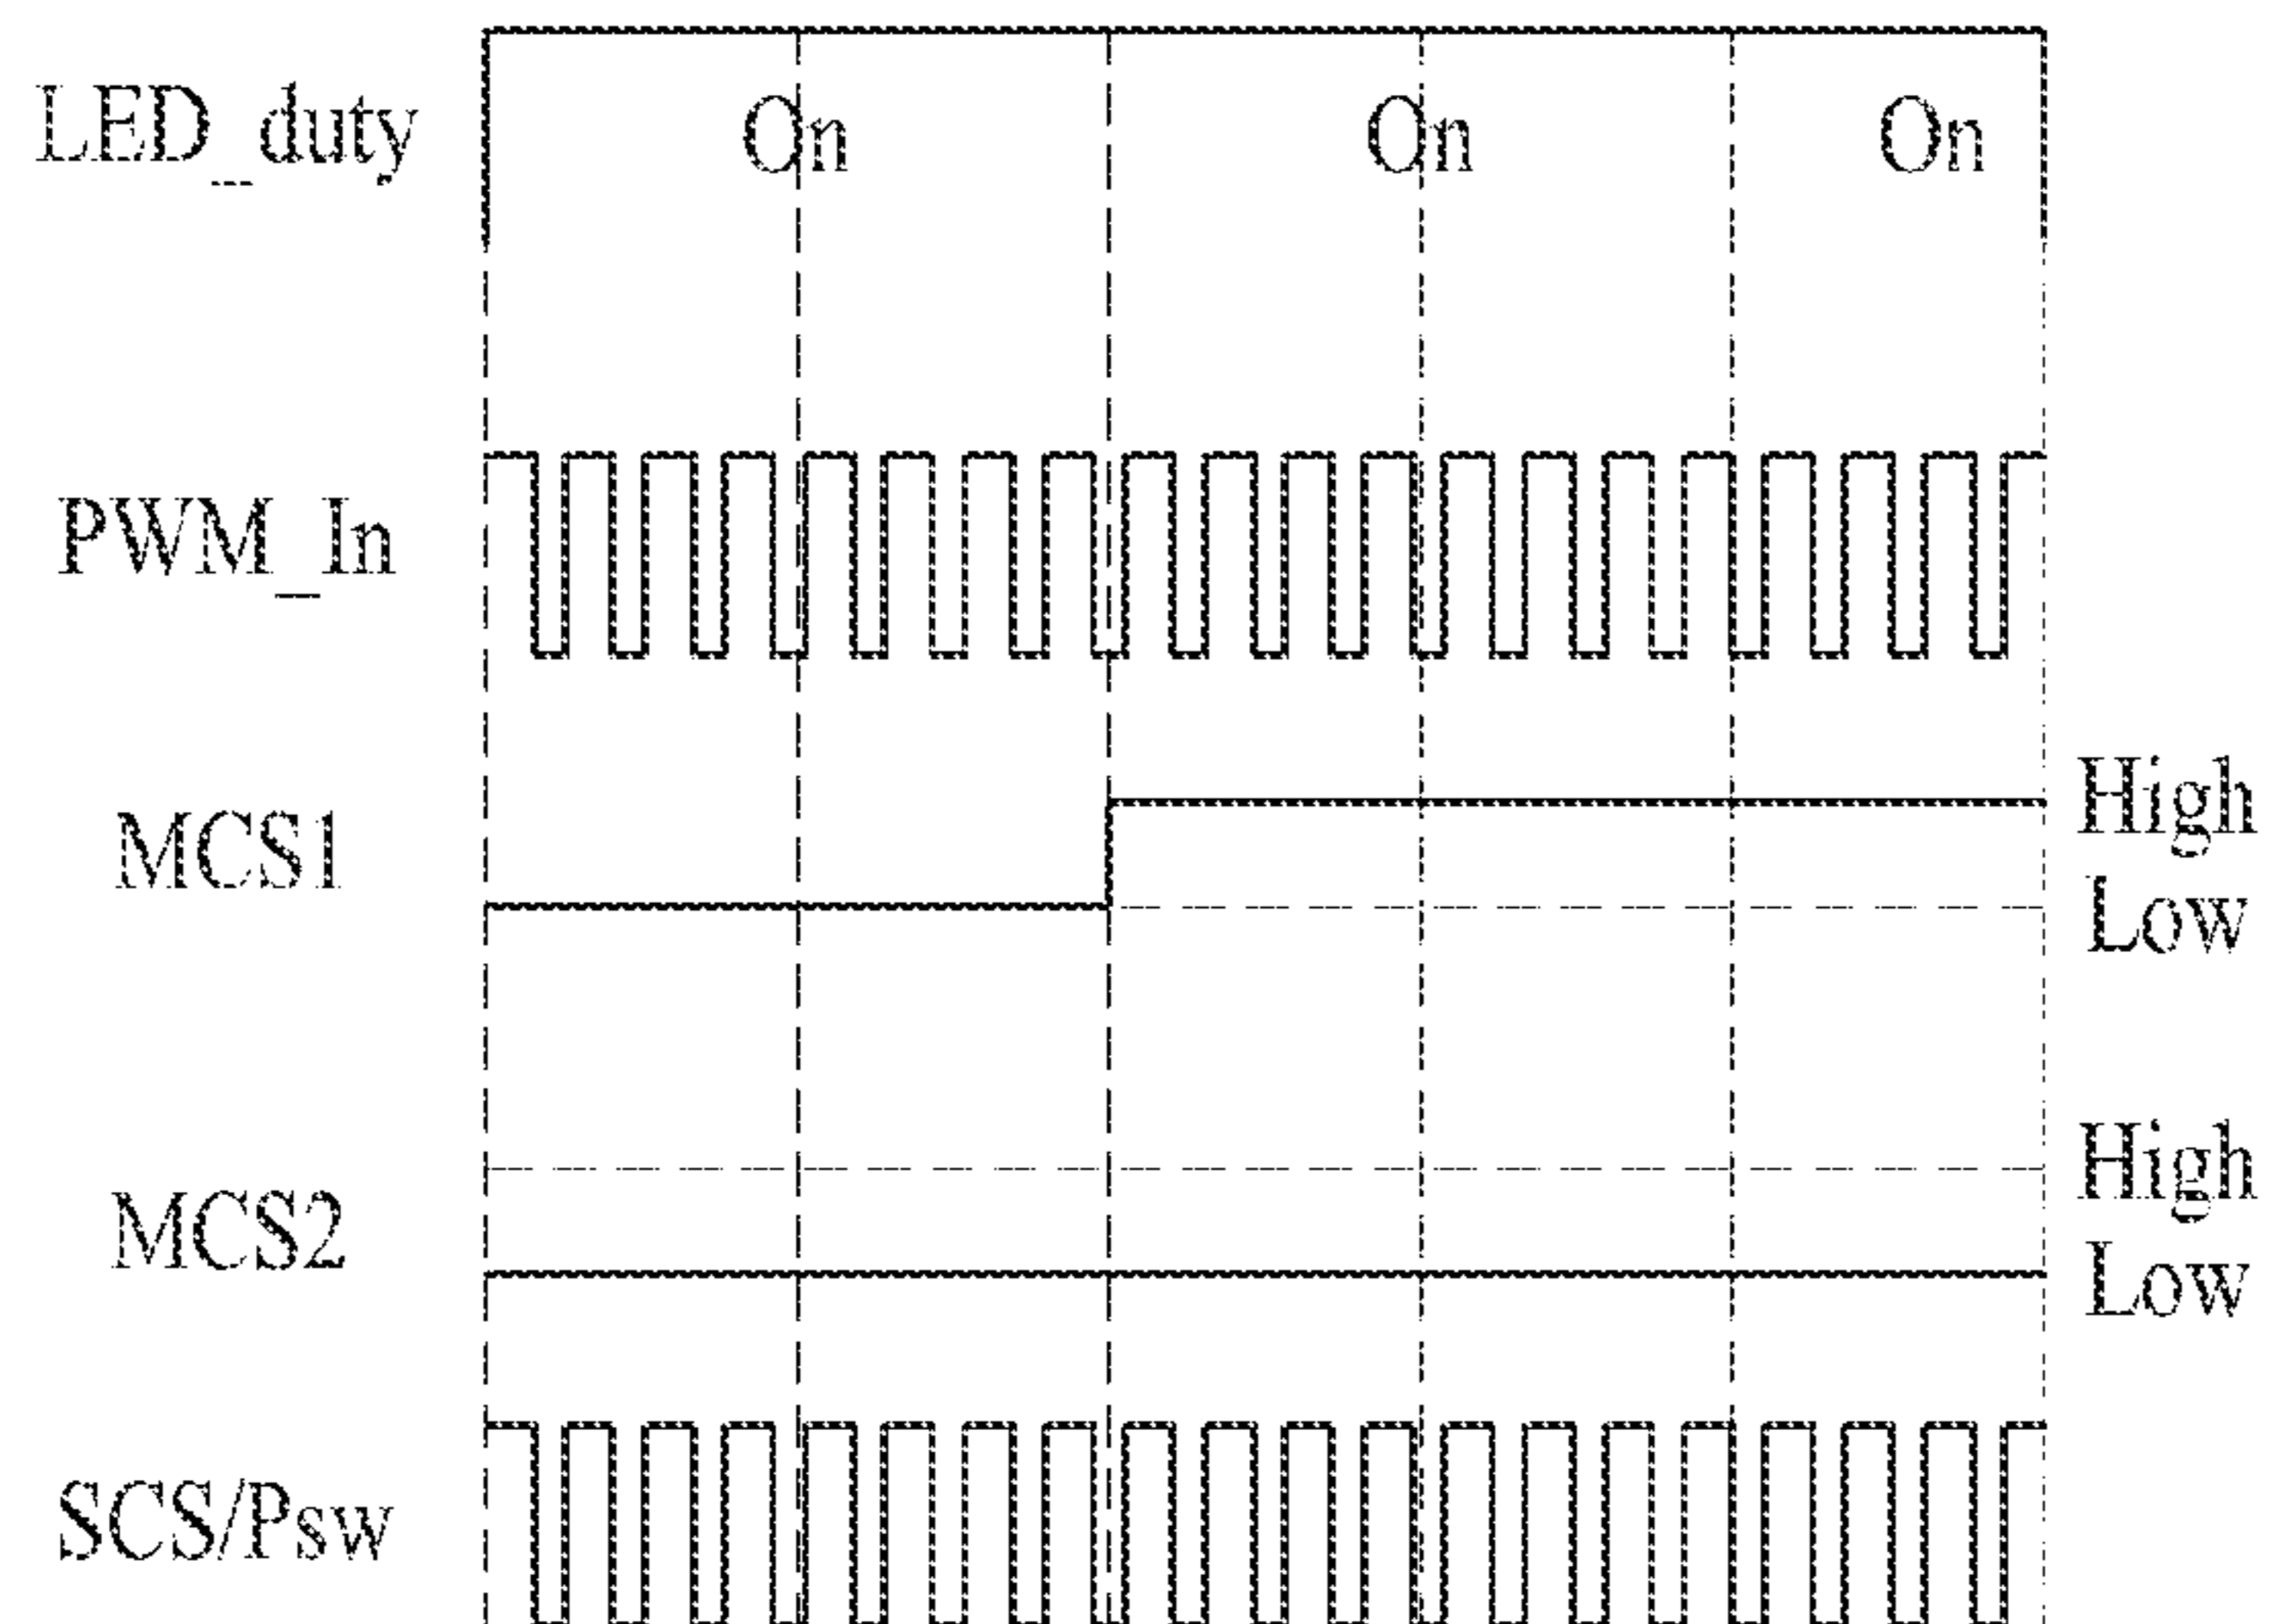 LED_duty On On On
PWM_In
MCS1 High
Low
MCS2 High
Low
SCS/Psw